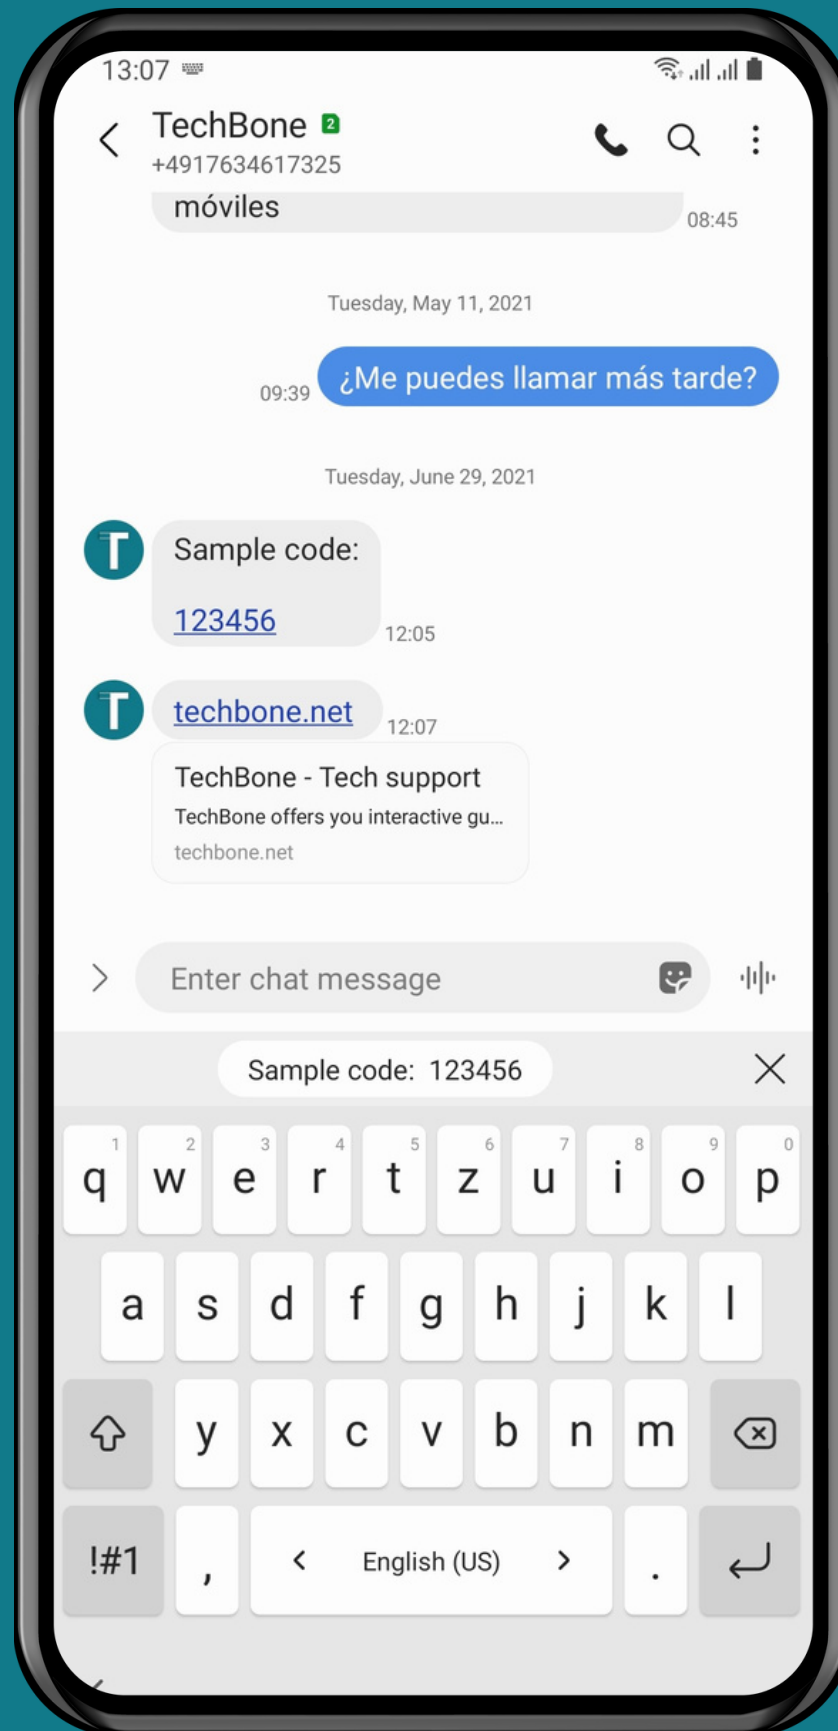 13:07
TechBone 2
+4917634617325
móviles
08:45
Tuesday, May 11, 2021
09:39 ¿Me puedes llamar más tarde?
Tuesday, June 29, 2021
T Sample code:
123456
12:05
T techbone.net 12:07
TechBone - Tech support
TechBone offers you interactive gu...
techbone.net
Enter chat message
Sample code: 123456
1 2 3 4 5 6 7 8 9 0
q w e r t z u i o p
a s d f g h j k l
y x c v b n m
!#1 , < English (US) > .